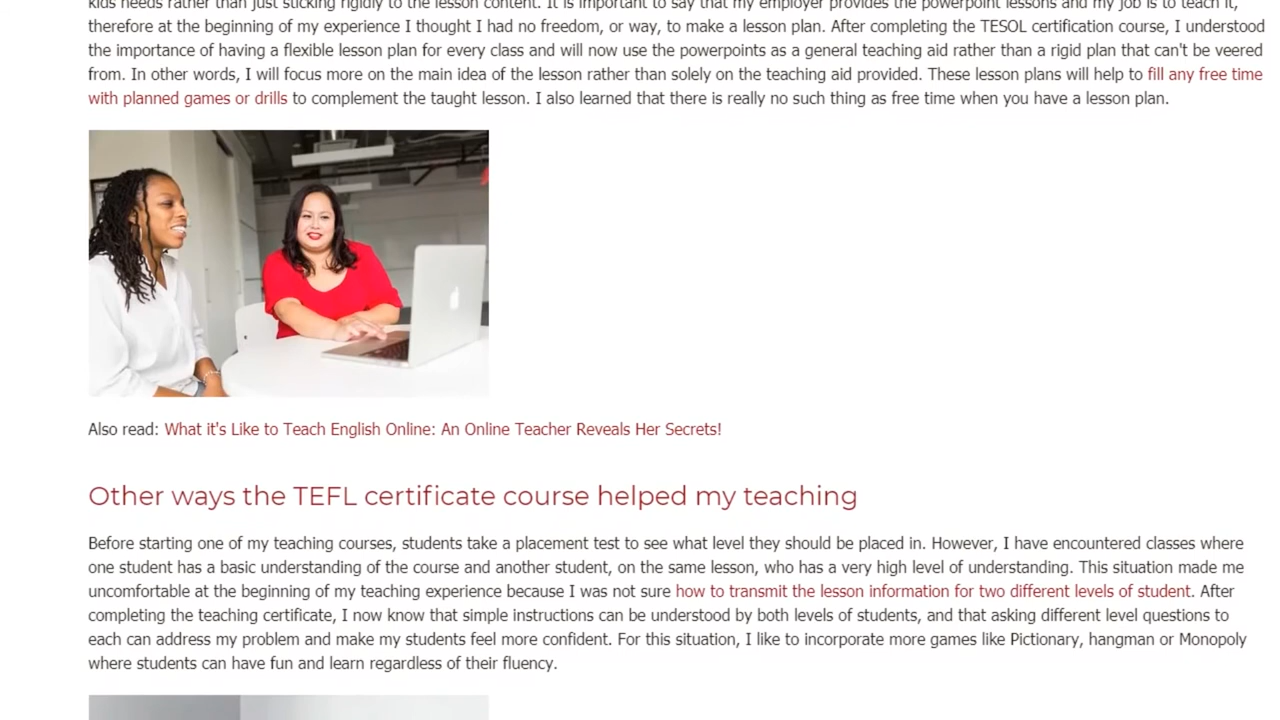 kids needs rather than just sticking rigidly to the lesson content. It is important to say that my employer provides the powerpoint lessons and my job is to teach it,
therefore at the beginning of my experience I thought I had no freedom, or way, to make a lesson plan. After completing the TESOL certification course, I understood
the importance of having a flexible lesson plan for every class and will now use the powerpoints as a general teaching aid rather than a rigid plan that can't be veered
from. In other words, I will focus more on the main idea of the lesson rather than solely on the teaching aid provided. These lesson plans will help to fill any free time
with planned games or drills to complement the taught lesson. I also learned that there is really no such thing as free time when you have a lesson plan.
Also read: What it's Like to Teach English Online: An Online Teacher Reveals Her Secrets!
Other ways the TEFL certificate course helped my teaching
Before starting one of my teaching courses, students take a placement test to see what level they should be placed in. However, I have encountered classes where
one student has a basic understanding of the course and another student, on the same lesson, who has a very high level of understanding. This situation made me
uncomfortable at the beginning of my teaching experience because I was not sure how to transmit the lesson information for two different levels of student. After
completing the teaching certificate, I now know that simple instructions can be understood by both levels of students, and that asking different level questions to
each can address my problem and make my students feel more confident. For this situation, I like to incorporate more games like Pictionary, hangman or Monopoly
where students can have fun and learn regardless of their fluency.